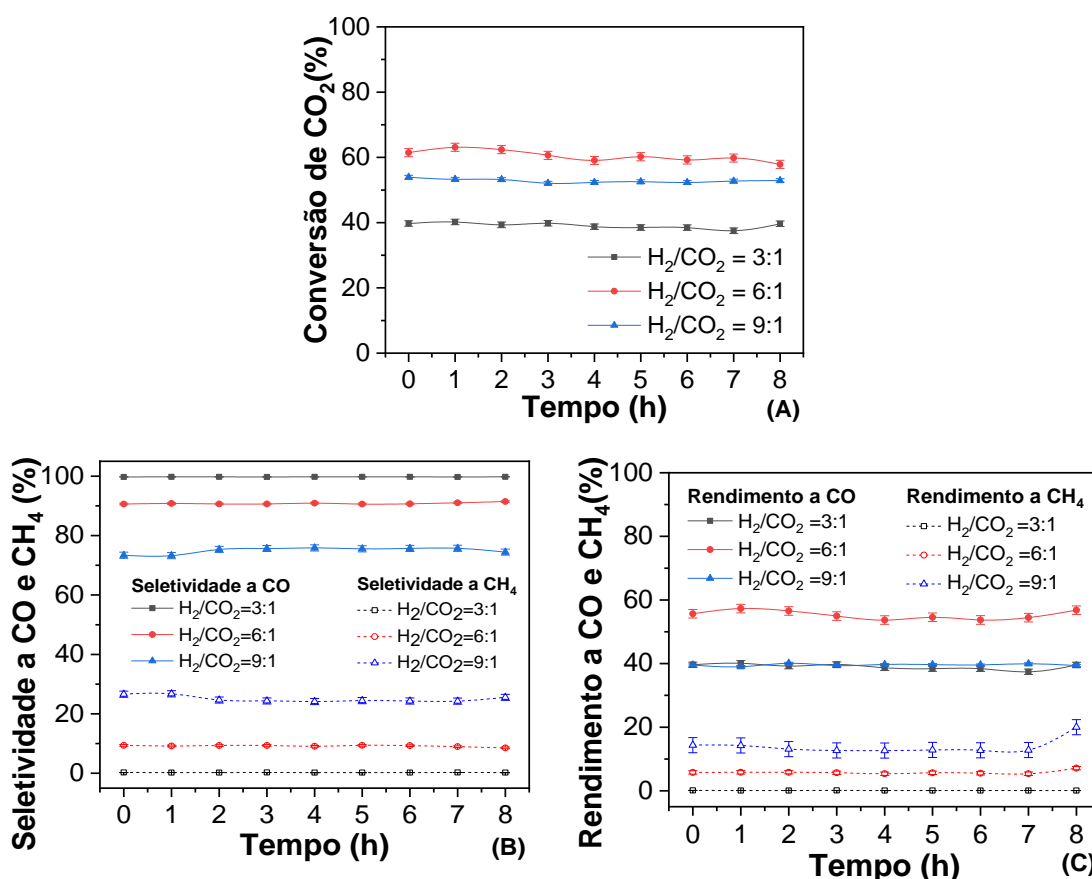 Conversão de CO₂(%)
100
80
60
40
20
0
H₂/CO₂ = 3:1
H₂/CO₂ = 6:1
H₂/CO₂ = 9:1
0 1 2 3 4 5 6 7 8
Tempo (h)
(A)
Seletividade a CO e CH₄ (%)
100
80
60
40
20
0
Seletividade a CO
H₂/CO₂=3:1
H₂/CO₂=6:1
H₂/CO₂=9:1
Seletividade a CH₄
H₂/CO₂=3:1
H₂/CO₂=6:1
H₂/CO₂=9:1
0 1 2 3 4 5 6 7 8
Tempo (h)
(B)
Rendimento a CO e CH₄(%)
100
80
60
40
20
0
Rendimento a CO
H₂/CO₂ =3:1
H₂/CO₂ =6:1
H₂/CO₂ =9:1
Rendimento a CH₄
H₂/CO₂ =3:1
H₂/CO₂ =6:1
H₂/CO₂ =9:1
0 1 2 3 4 5 6 7 8
Tempo (h)
(C)